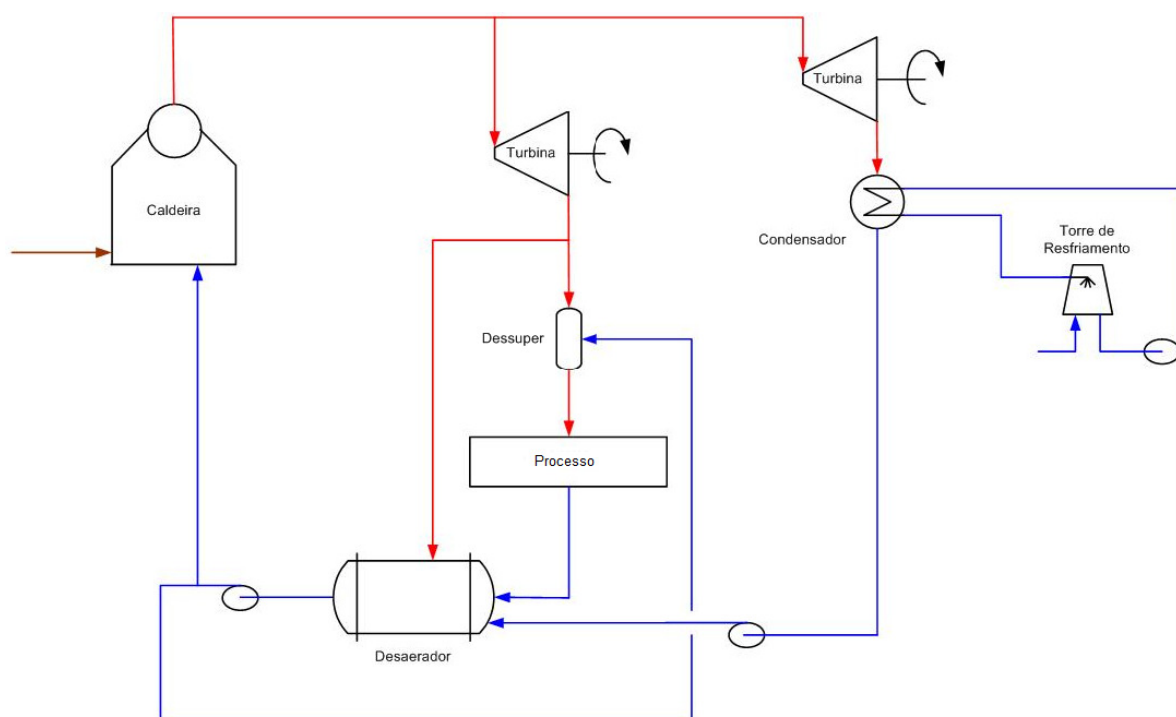 Turbina
Turbina
Caldeira
Condensador
Torre de
Resfriamento
Dessuper
Processo
Desaerador